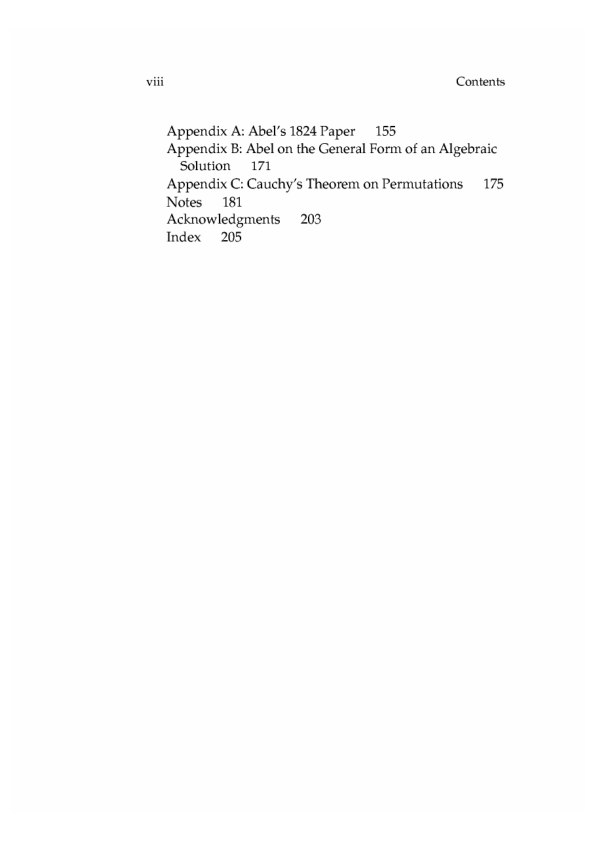 viii Contents
Appendix A: Abel's 1824 Paper 155
Appendix B: Abel on the General Form of an Algebraic
Solution 171
Appendix C: Cauchy's Theorem on Permutations 175
Notes 181
Acknowledgments 203
Index 205